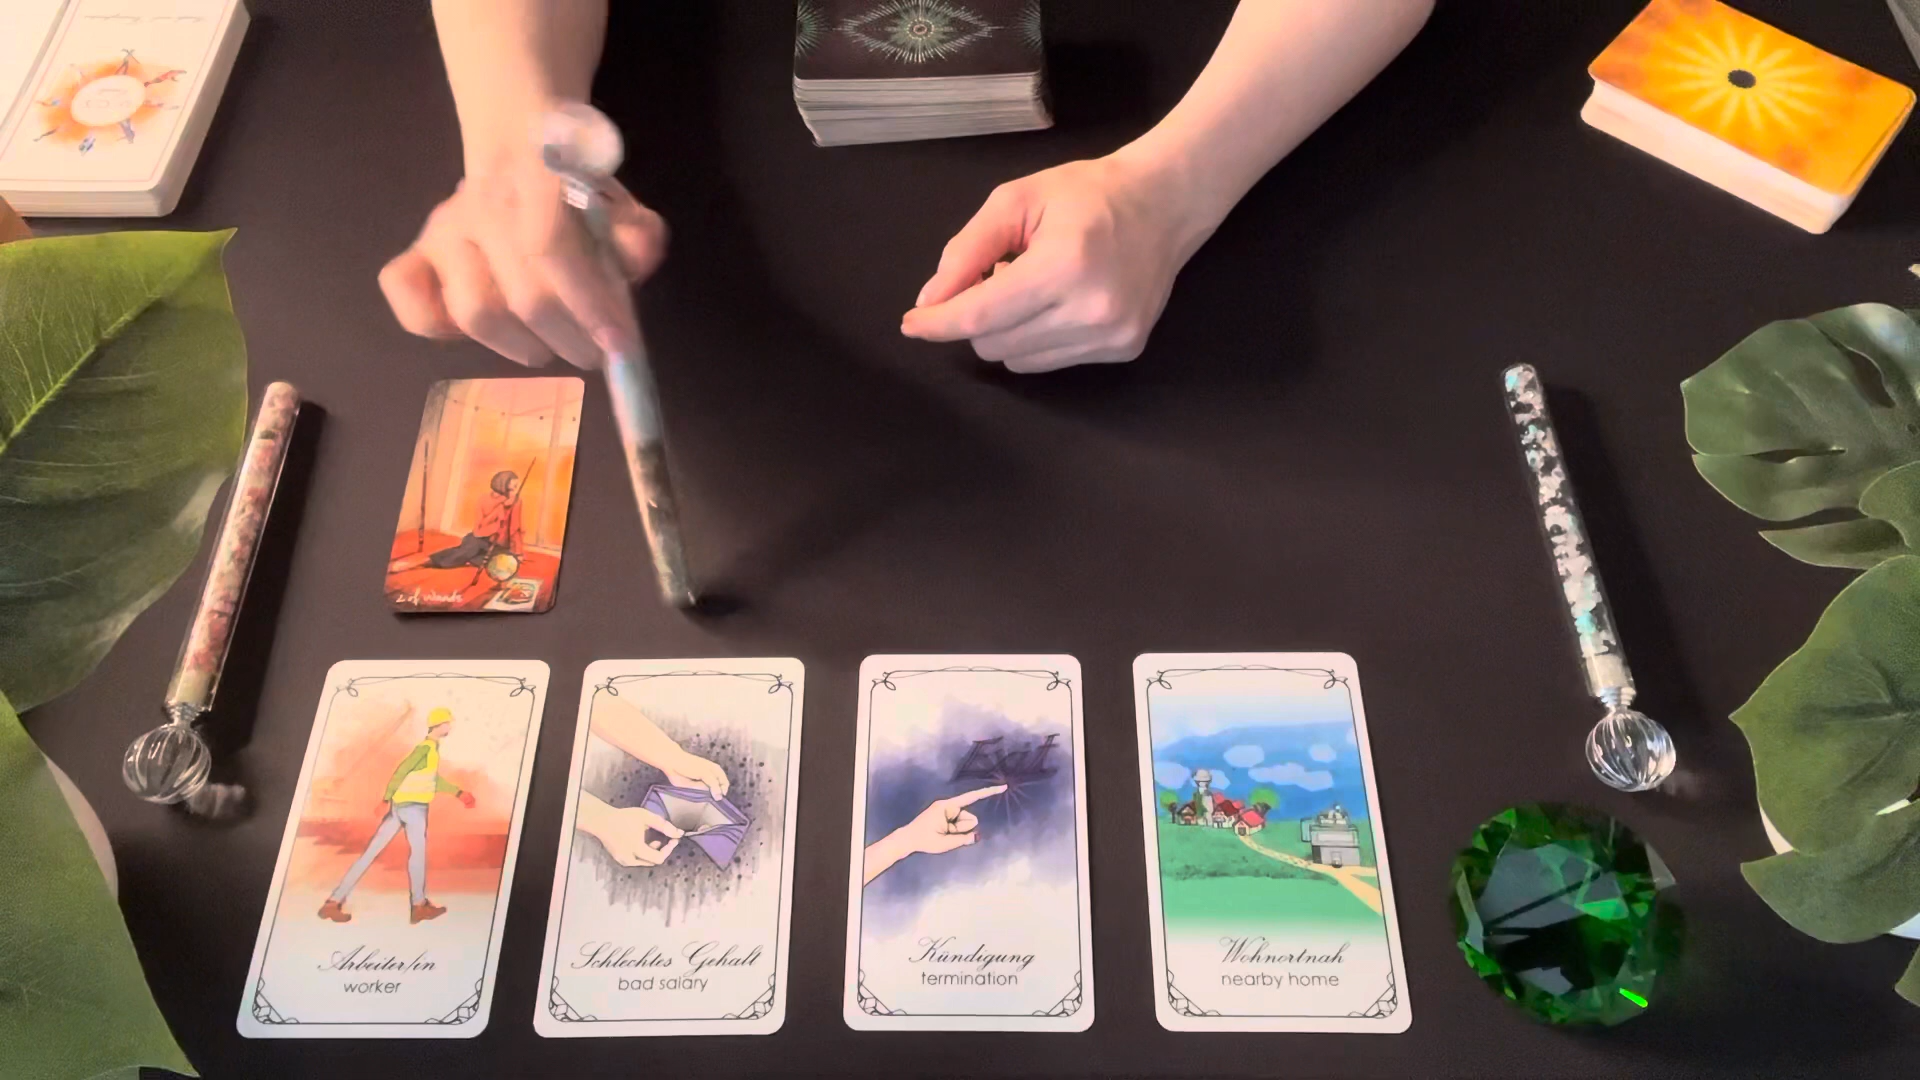 2 of Wands
Arbeiter/in
worker
Schlechtes Gehalt
bad salary
Exit
Kündigung
termination
Wohnortnah
nearby home